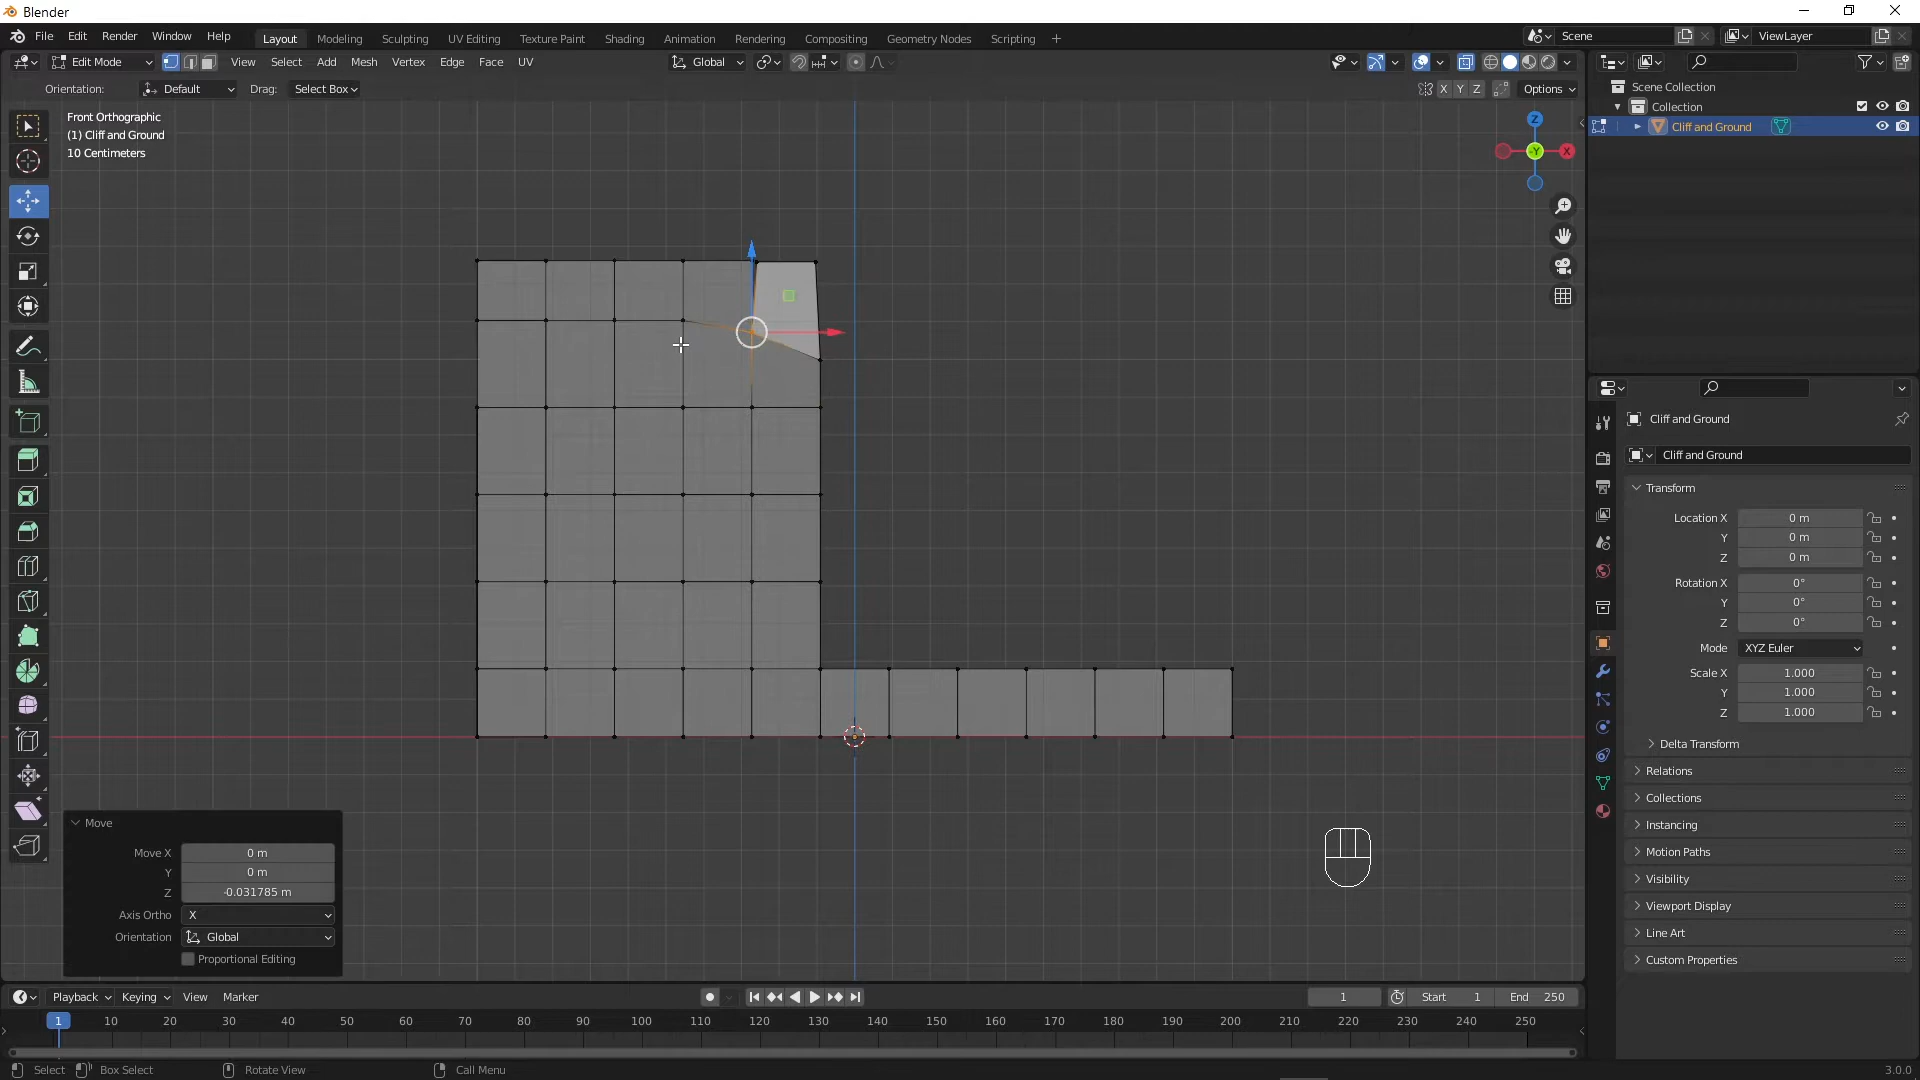 Blender
File Edit Render Window Help Layout Modeling Sculpting UV Editing Texture Paint Shading Animation Rendering Compositing Geometry Nodes Scripting + Scene ViewLayer
Edit Mode View Select Add Mesh Vertex Edge Face UV Global
Orientation: Default Drag: Select Box X Y Z Options
Front Orthographic
(1) Cliff and Ground
10 Centimeters
Z
-Y
X
Scene Collection
Collection
Cliff and Ground
Cliff and Ground
Cliff and Ground
Transform
Location X 0 m
Y 0 m
Z 0 m
Rotation X 0°
Y 0°
Z 0°
Mode XYZ Euler
Scale X 1.000
Y 1.000
Z 1.000
Delta Transform
Relations
Collections
Instancing
Motion Paths
Visibility
Viewport Display
Line Art
Custom Properties
Move
Move X 0 m
Y 0 m
Z -0.031785 m
Axis Ortho X
Orientation Global
Proportional Editing
Playback Keying View Marker 1 Start 1 End 250
1 10 20 30 40 50 60 70 80 90 100 110 120 130 140 150 160 170 180 190 200 210 220 230 240 250
Select Box Select Rotate View Call Menu 3.0.0